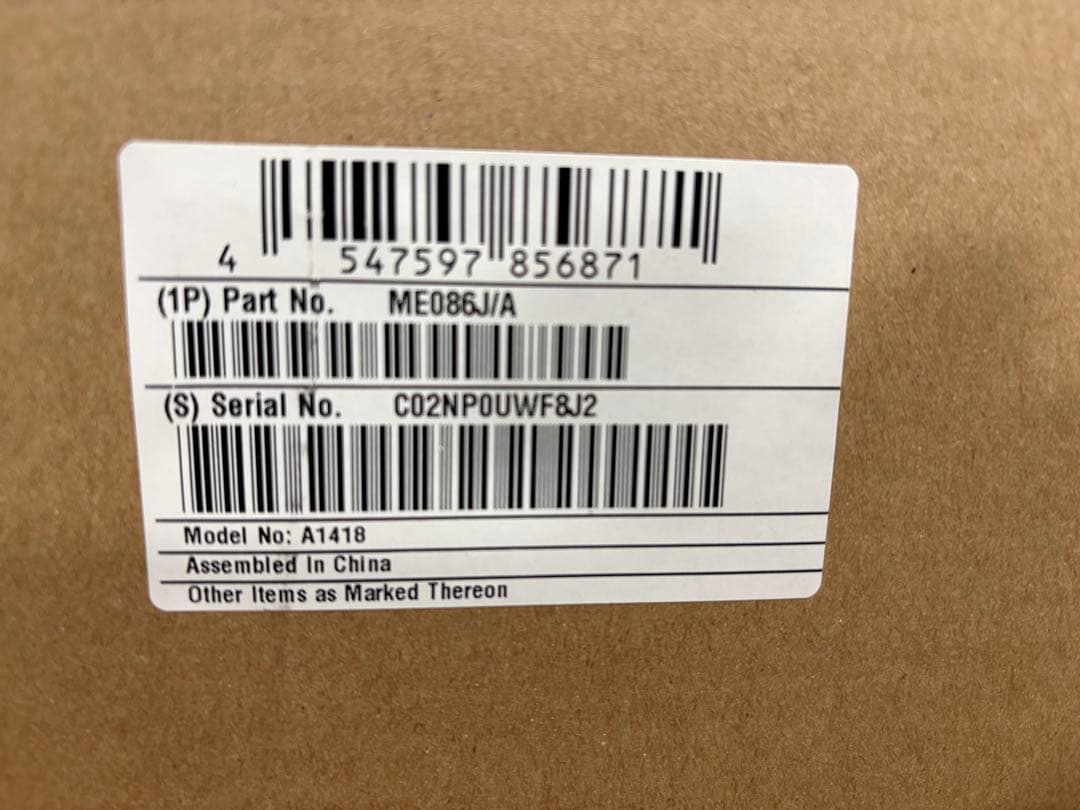 4 547597 856871
(1P) Part No. ME086J/A
(S) Serial No. C02NP0UWF8J2
Model No: A1418
Assembled In China
Other Items as Marked Thereon